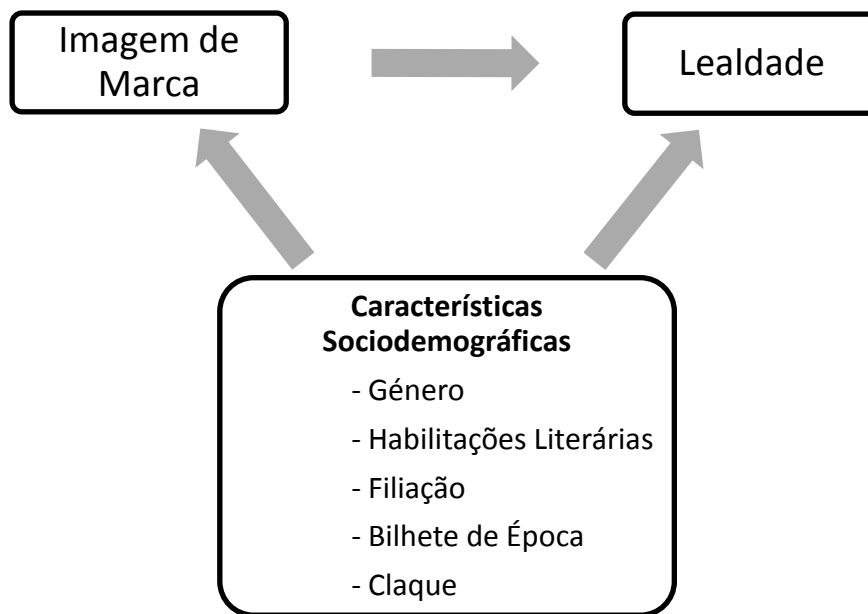 Imagem de
Marca
Lealdade
Características
Sociodemográficas
- Género
- Habilitações Literárias
- Filiação
- Bilhete de Época
- Claque